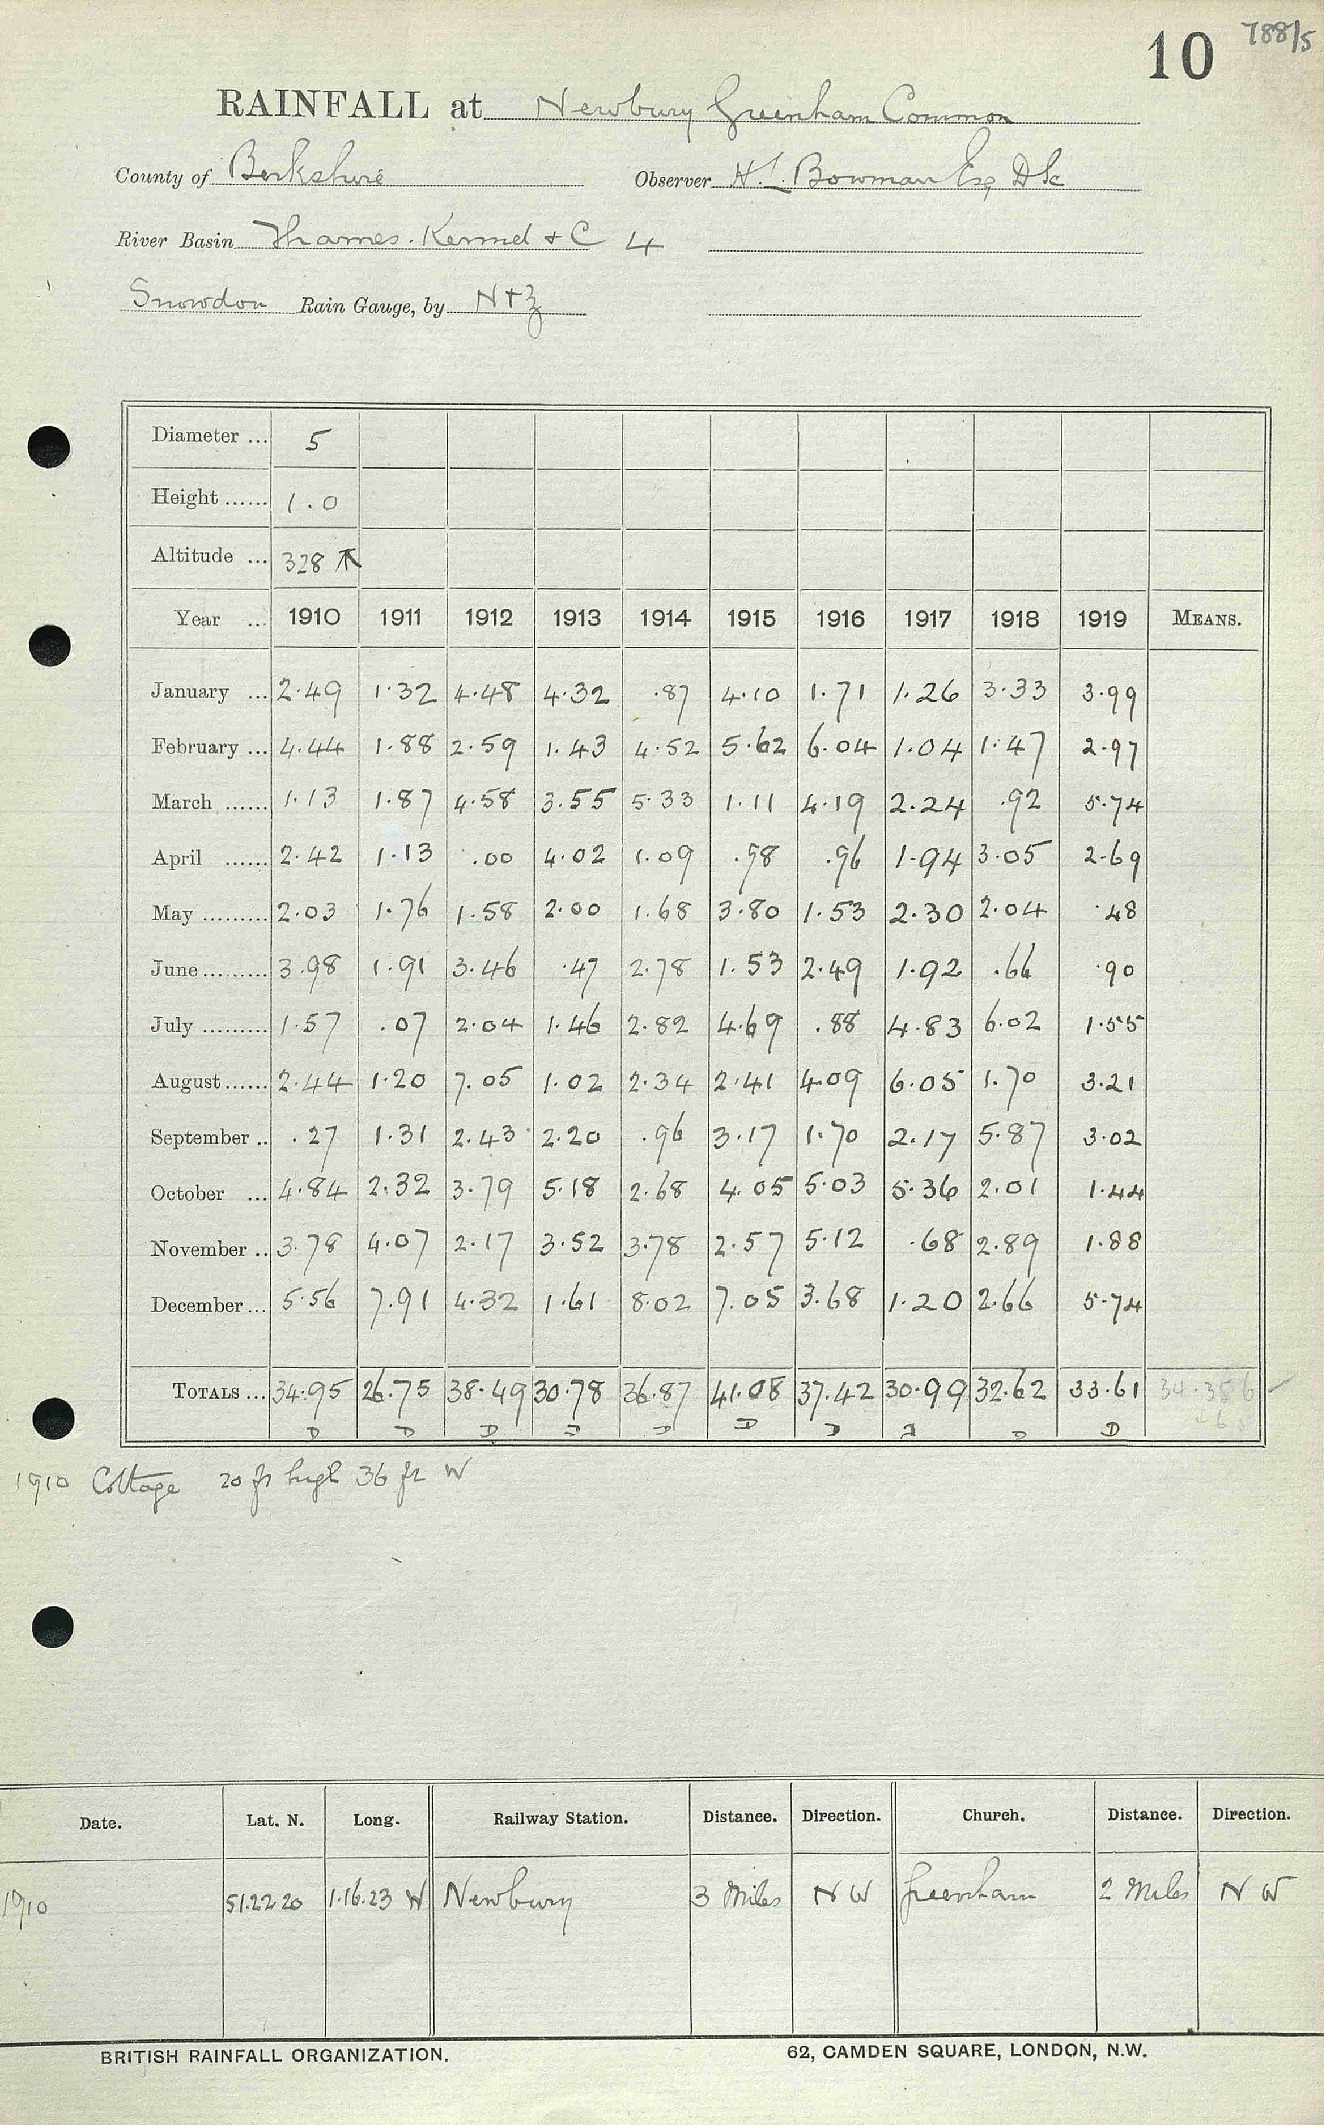 10 788/5
RAINFALL at Newbury Greenham Common
County of Berkshire Observer H.L. Bowman Esq DSc
River Basin Thames. Kennet & C 4
Snowdon Rain Gauge, by N+Z
Diameter ... 5
Height ...... 1.0
Altitude ... 328 ↑
Year ... 1910 1911 1912 1913 1914 1915 1916 1917 1918 1919 MEANS.
January ... 2.49 1.32 4.48 4.32 .87 4.10 1.71 1.26 3.33 3.99
February ... 4.44 1.88 2.59 1.43 4.52 5.62 6.04 1.04 1.47 2.97
March ...... 1.13 1.87 4.58 3.55 5.33 1.11 4.19 2.24 .92 5.74
April ...... 2.42 1.13 .00 4.02 1.09 .98 .96 1.94 3.05 2.69
May ......... 2.03 1.76 1.58 2.00 1.68 3.80 1.53 2.30 2.04 .48
June ......... 3.98 1.91 3.46 .47 2.78 1.53 2.49 1.92 .66 .90
July ......... 1.57 .07 2.04 1.46 2.82 4.69 .88 4.83 6.02 1.55
August ...... 2.44 1.20 7.05 1.02 2.34 2.41 4.09 6.05 1.70 3.21
September .. .27 1.31 2.43 2.20 .96 3.17 1.70 2.17 5.87 3.02
October ... 4.84 2.32 3.79 5.18 2.68 4.05 5.03 5.36 2.01 1.44
November .. 3.78 4.07 2.17 3.52 3.78 2.57 5.12 .68 2.89 1.88
December ... 5.56 7.91 4.32 1.61 8.02 7.05 3.68 1.20 2.66 5.74
TOTALS ... 34.95 26.75 38.49 30.78 36.87 41.08 37.42 30.99 32.62 33.61 34.356
D D D D D D D D D D
1910 Cottage 20 ft high 36 ft W
Date. Lat. N. Long. Railway Station. Distance. Direction. Church. Distance. Direction.
1910 51.22.20 1.16.23 W Newbury 3 Miles NW Greenham 2 Miles NW
BRITISH RAINFALL ORGANIZATION. 62, CAMDEN SQUARE, LONDON, N.W.